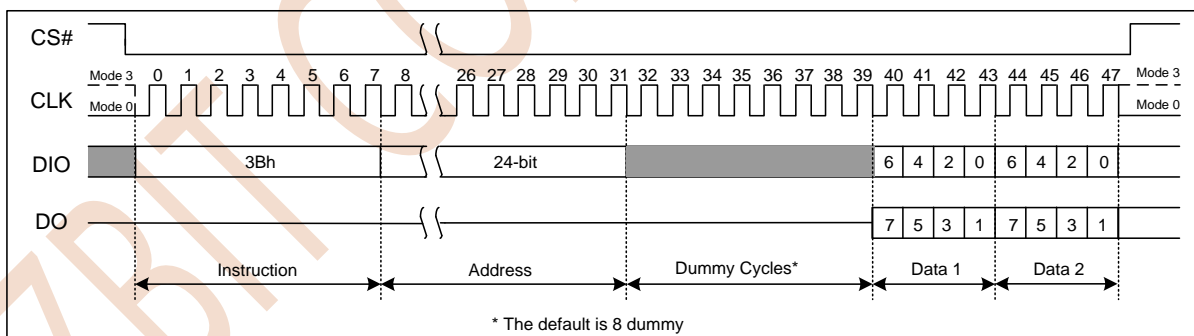 CS#
Mode 3 0 1 2 3 4 5 6 7 8 26 27 28 29 30 31 32 33 34 35 36 37 38 39 40 41 42 43 44 45 46 47 Mode 3
CLK
Mode 0 Mode 0
DIO 3Bh 24-bit 6 4 2 0 6 4 2 0
DO 7 5 3 1 7 5 3 1
Instruction Address Dummy Cycles* Data 1 Data 2
* The default is 8 dummy